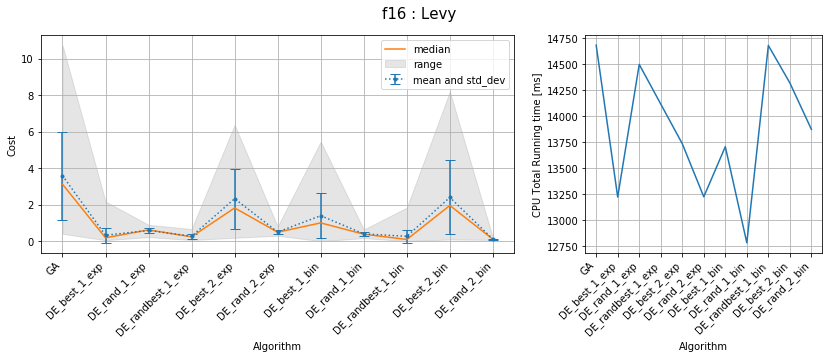 f16 : Levy
median
range
mean and std_dev
Cost
10
8
6
4
2
0
GA
DE_best_1_exp
DE_rand_1_exp
DE_randbest_1_exp
DE_best_2_exp
DE_rand_2_exp
DE_best_1_bin
DE_rand_1_bin
DE_randbest_1_bin
DE_best_2_bin
DE_rand_2_bin
Algorithm
CPU Total Running time [ms]
14750
14500
14250
14000
13750
13500
13250
13000
12750
GA
DE_best_1_exp
DE_rand_1_exp
DE_randbest_1_exp
DE_best_2_exp
DE_rand_2_exp
DE_best_1_bin
DE_rand_1_bin
DE_randbest_1_bin
DE_best_2_bin
DE_rand_2_bin
Algorithm